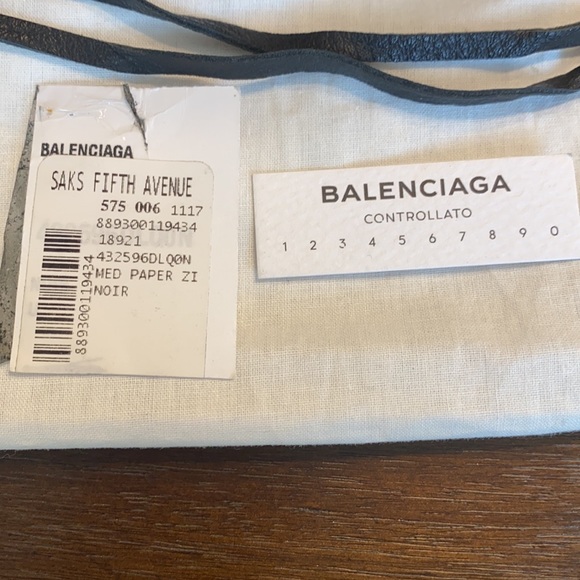 BALENCIAGA
SAKS FIFTH AVENUE
575 006 1117
889300119434
18921
432596DLQ0N
MED PAPER ZI
NOIR
889300119434
BALENCIAGA
CONTROLLATO
1 2 3 4 5 6 7 8 9 0